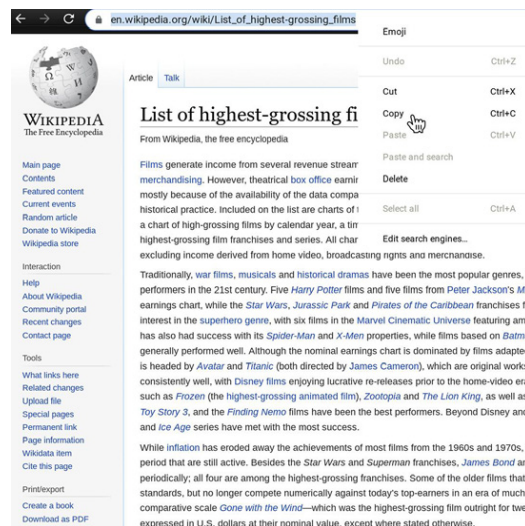 en.wikipedia.org/wiki/List_of_highest-grossing_films
Emoji
Undo Ctrl+Z
Cut Ctrl+X
Copy Ctrl+C
Paste Ctrl+V
Paste and search
Delete
Select all Ctrl+A
Edit search engines...
WIKIPEDIA
The Free Encyclopedia
Main page
Contents
Featured content
Current events
Random article
Donate to Wikipedia
Wikipedia store
Interaction
Help
About Wikipedia
Community portal
Recent changes
Contact page
Tools
What links here
Related changes
Upload file
Special pages
Permanent link
Page information
Wikidata item
Cite this page
Print/export
Create a book
Download as PDF
Article Talk
List of highest-grossing fi
From Wikipedia, the free encyclopedia
Films generate income from several revenue stream
merchandising. However, theatrical box office earnin
mostly because of the availability of the data compa
historical practice. Included on the list are charts of
a chart of high-grossing films by calendar year, a tim
highest-grossing film franchises and series. All char
excluding income derived from home video, broadcasting rights and merchandise.
Traditionally, war films, musicals and historical dramas have been the most popular genres,
performers in the 21st century. Five Harry Potter films and five films from Peter Jackson's M
earnings chart, while the Star Wars, Jurassic Park and Pirates of the Caribbean franchises f
interest in the superhero genre, with six films in the Marvel Cinematic Universe featuring am
has also had success with its Spider-Man and X-Men properties, while films based on Batm
generally performed well. Although the nominal earnings chart is dominated by films adapte
is headed by Avatar and Titanic (both directed by James Cameron), which are original works
consistently well, with Disney films enjoying lucrative re-releases prior to the home-video era
such as Frozen (the highest-grossing animated film), Zootopia and The Lion King, as well as
Toy Story 3, and the Finding Nemo films have been the best performers. Beyond Disney and
and Ice Age series have met with the most success.
While inflation has eroded away the achievements of most films from the 1960s and 1970s,
period that are still active. Besides the Star Wars and Superman franchises, James Bond an
periodically; all four are among the highest-grossing franchises. Some of the older films that
standards, but no longer compete numerically against today's top-earners in an era of much
comparative scale Gone with the Wind—which was the highest-grossing film outright for twe
expressed in U.S. dollars at their nominal value, except where stated otherwise.